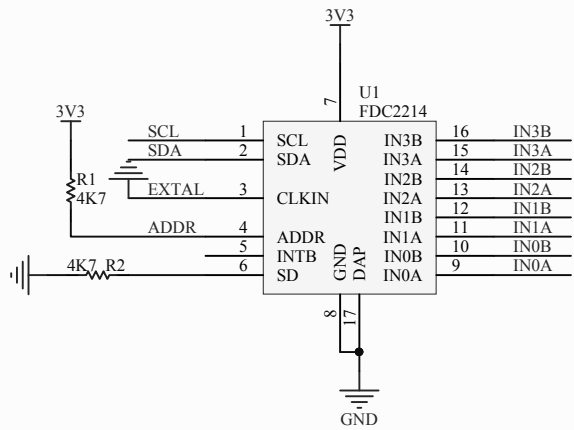 3V3
U1
FDC2214
7
VDD
3V3
SCL 1 SCL
SDA 2 SDA
EXTAL 3 CLKIN
R1
4K7
ADDR 4 ADDR
5 INTB
4K7 R2 6 SD
IN3B 16 IN3B
IN3A 15 IN3A
IN2B 14 IN2B
IN2A 13 IN2A
IN1B 12 IN1B
IN1A 11 IN1A
IN0B 10 IN0B
IN0A 9 IN0A
GND
DAP
8
17
GND